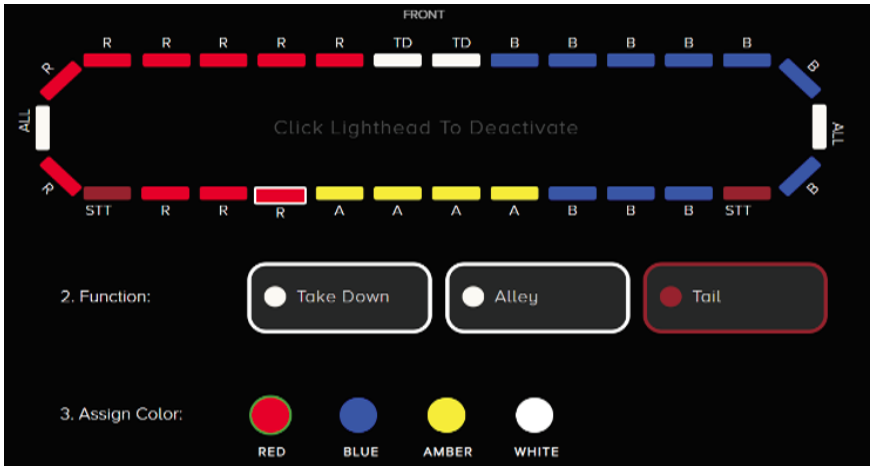 FRONT
R R R R R TD TD B B B B B
R B
ALL Click Lighthead To Deactivate ALL
R B
STT R R R A A A A B B B STT
2. Function: Take Down Alley Tail
3. Assign Color:
RED BLUE AMBER WHITE